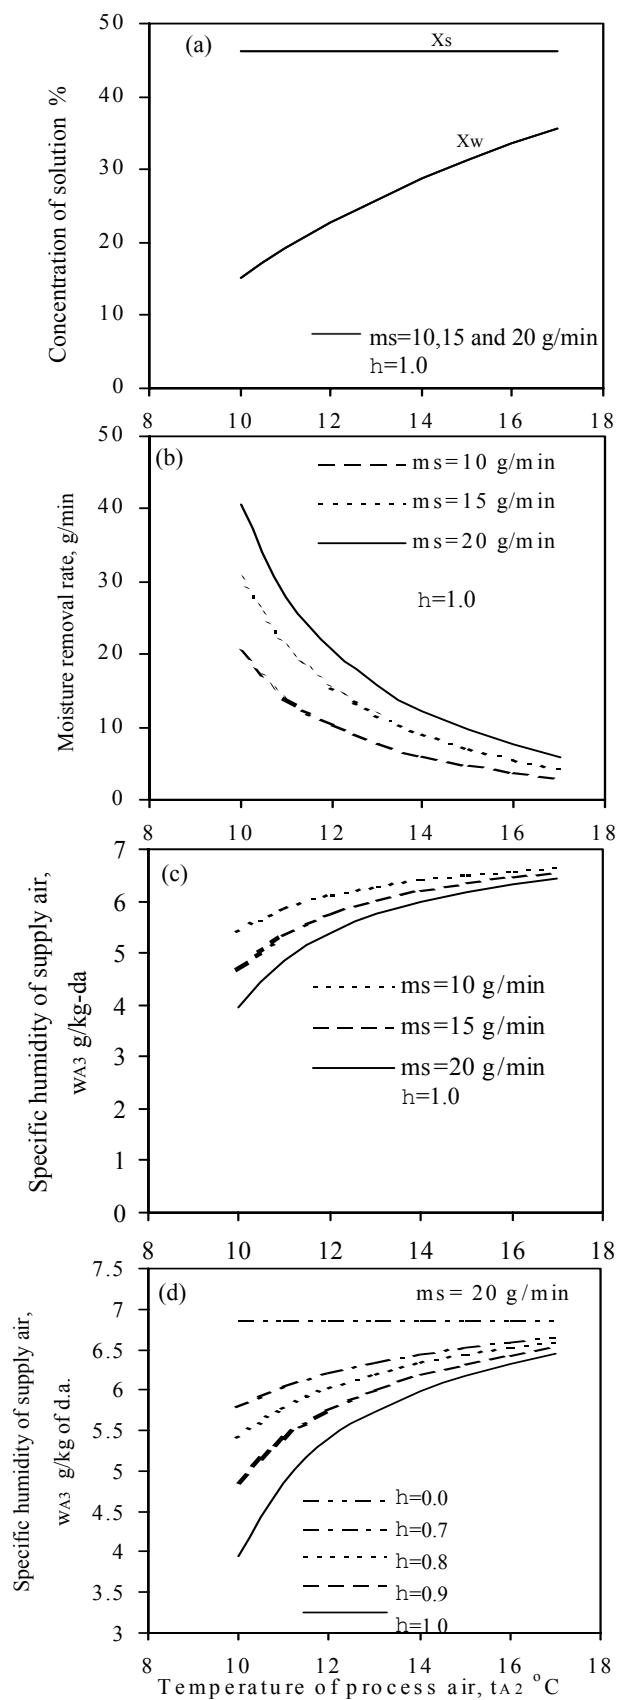 50
(a)
Xs
40
30
Xw
20
10
ms=10,15 and 20 g/min
h=1.0
0
8 10 12 14 16 18
Concentration of solution %
50
(b)
ms=10 g/min
40
ms=15 g/min
ms=20 g/min
30
h=1.0
20
10
0
8 10 12 14 16 18
Moisture removal rate, g/min
7
(c)
6
5
ms=10 g/min
4
ms=15 g/min
3
ms=20 g/min
h=1.0
2
1
0
8 10 12 14 16 18
Specific humidity of supply air,
wA3 g/kg-da
7.5
(d)
ms= 20 g/min
7
6.5
6
5.5
5
4.5
h=0.0
h=0.7
4
h=0.8
3.5
h=0.9
h=1.0
3
8 10 12 14 16 18
Specific humidity of supply air,
wA3 g/kg of d.a.
Temperature of process air, tA2 °C